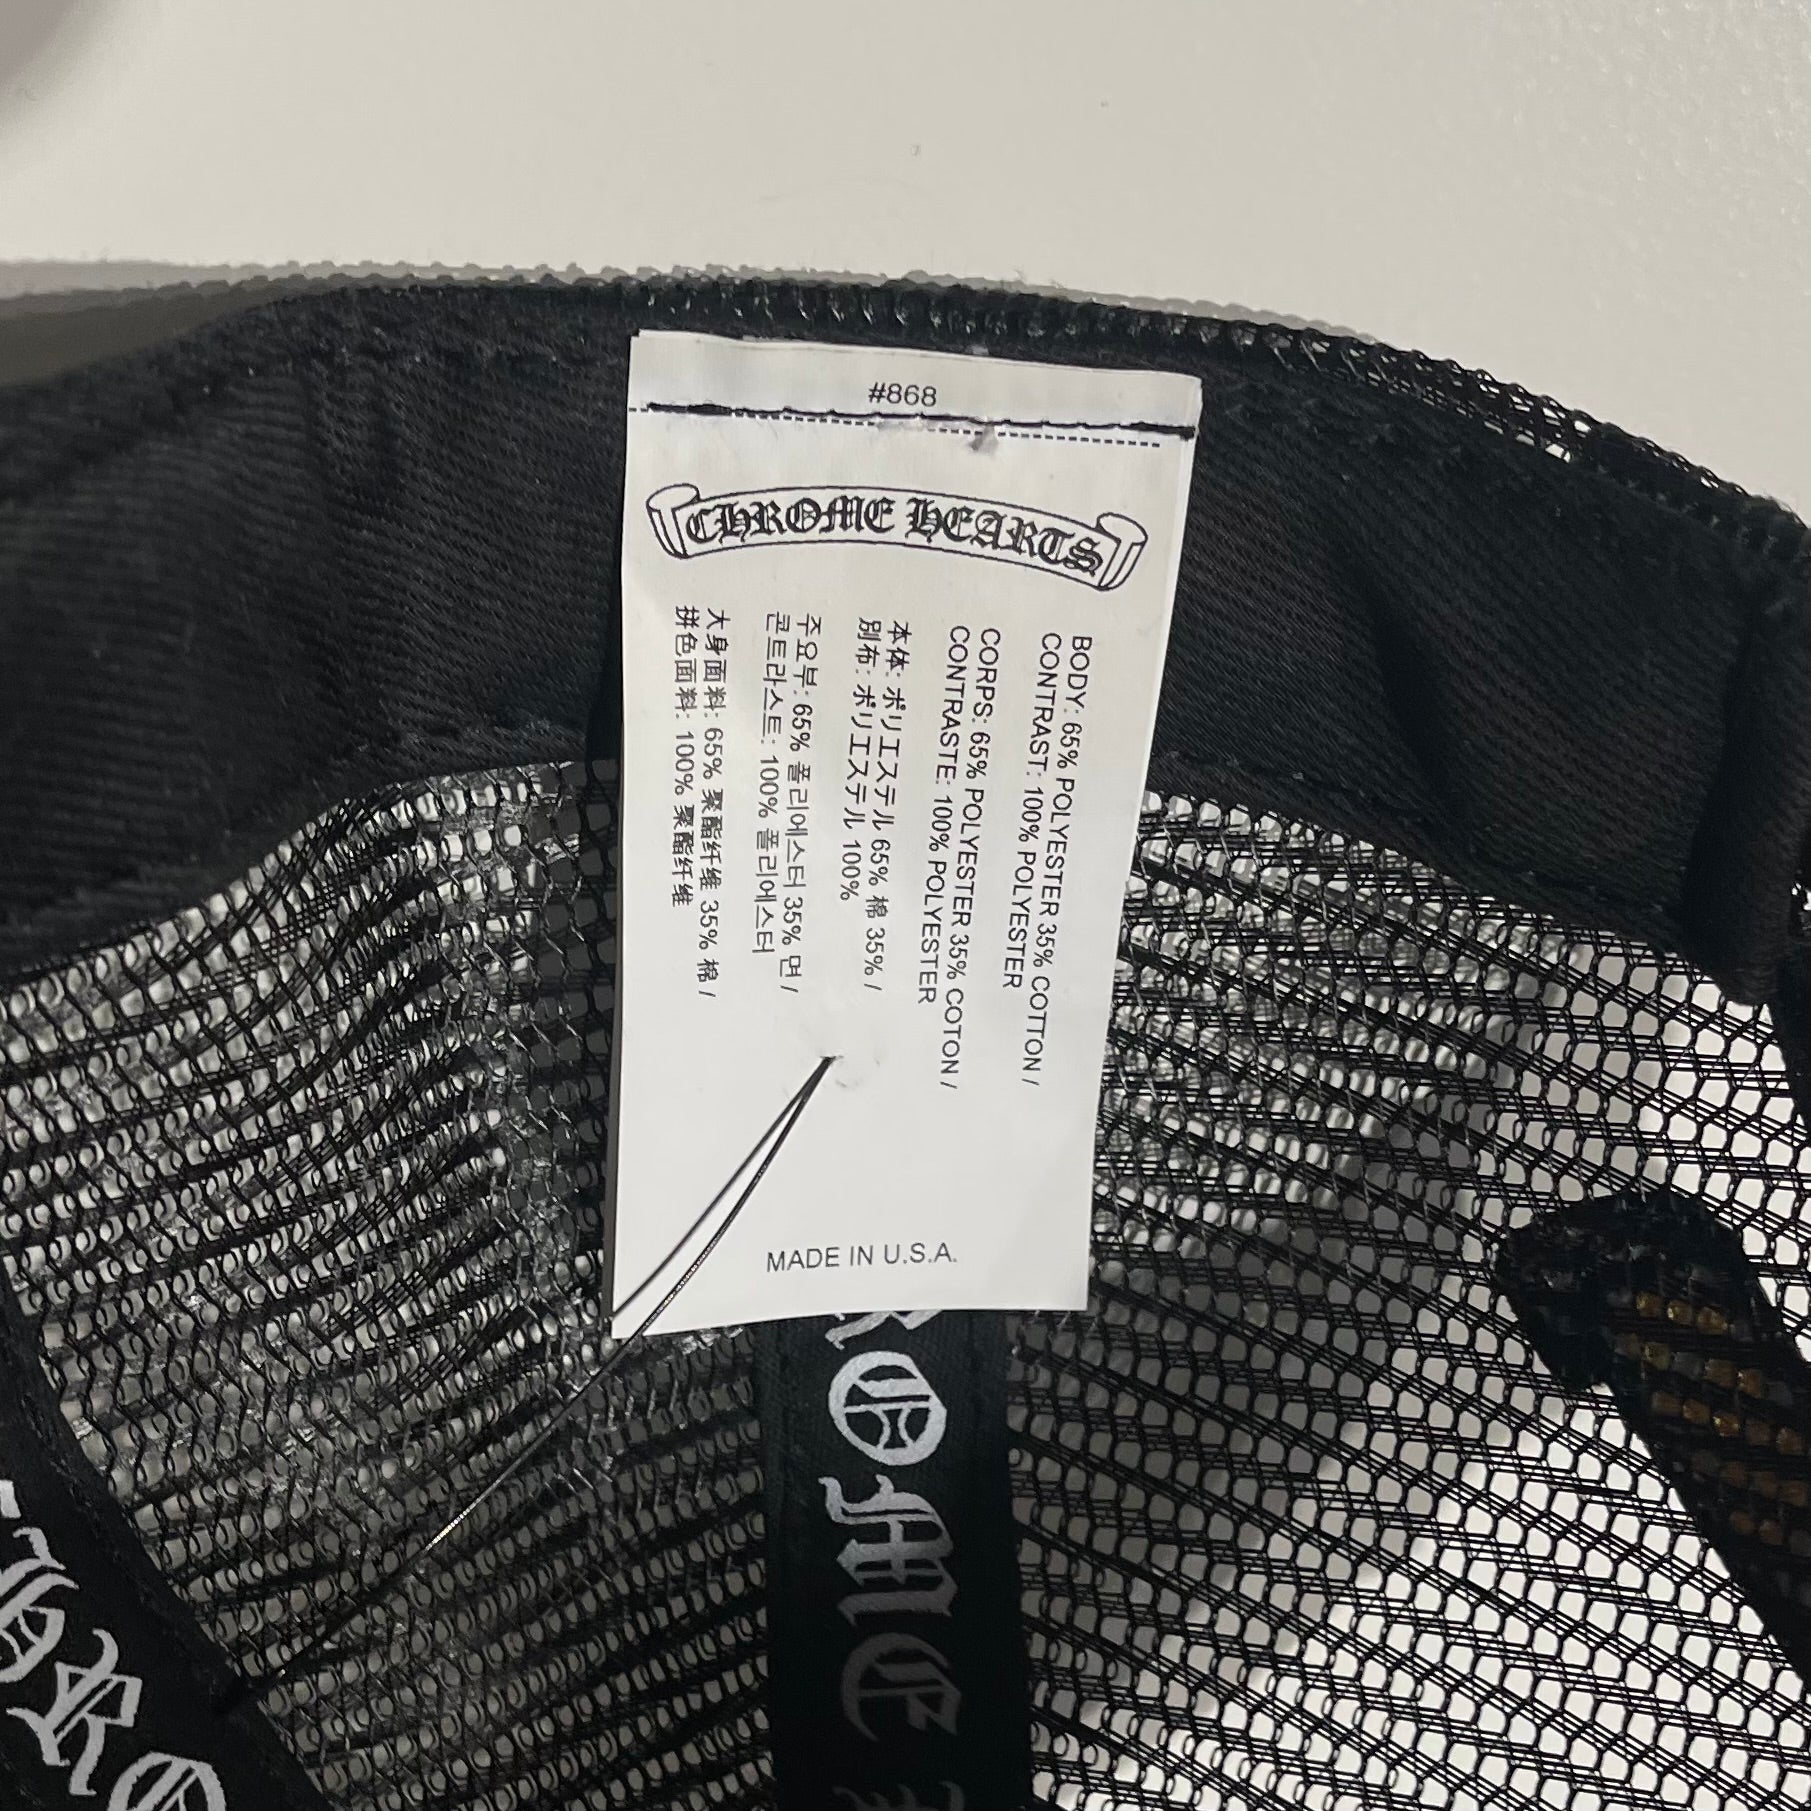 #868
CHROME HEARTS
BODY: 65% POLYESTER 35% COTTON /
CONTRAST: 100% POLYESTER
CORPS: 65% POLYESTER 35% COTON /
CONTRASTE: 100% POLYESTER
本体: ポリエステル 65% 棉 35% /
別布: ポリエステル 100%
주요부: 65% 폴리에스터 35% 면 /
콘트라스트: 100% 폴리에스터
大身面料: 65% 聚酯纤维 35% 棉 /
拼色面料: 100% 聚酯纤维
MADE IN U.S.A.
ROME
HRO